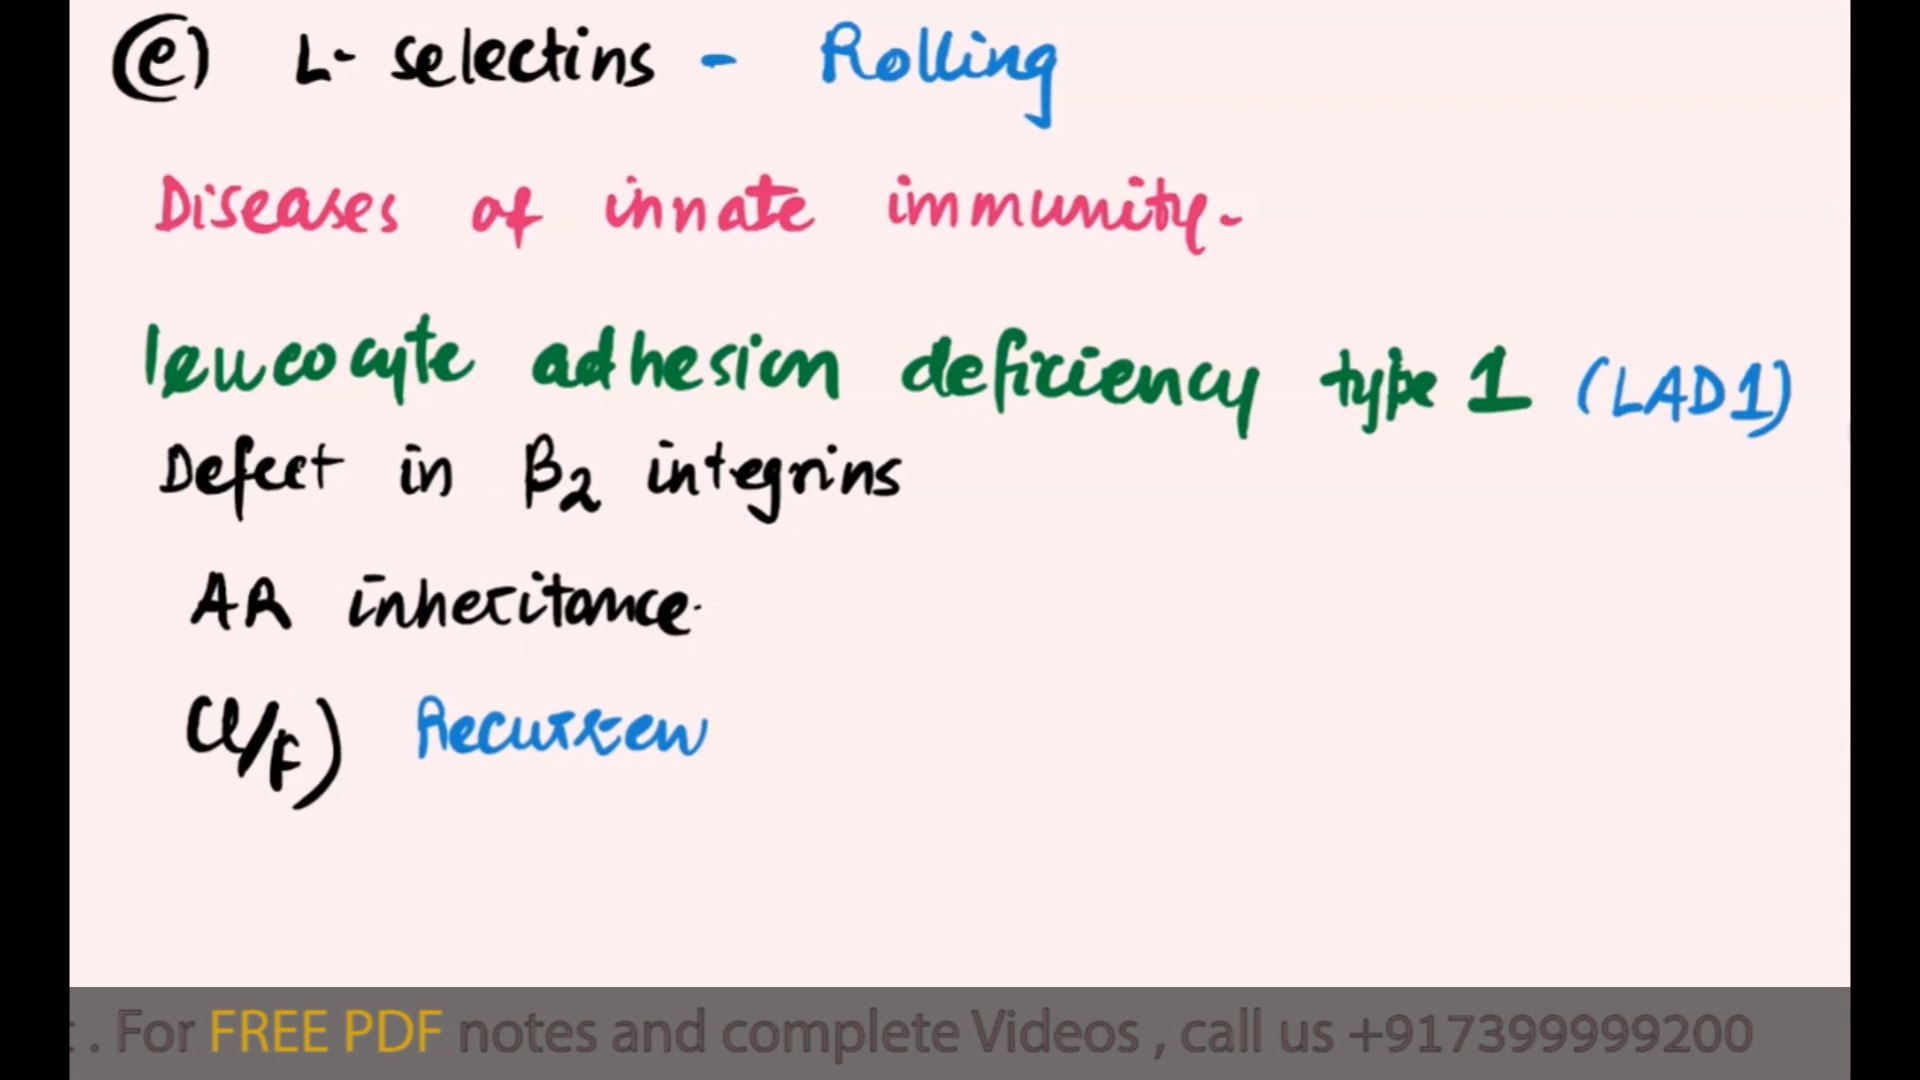 (e) L- selectins - Rolling
Diseases of innate immunity.
leucocyte adhesion deficiency type 1 (LAD1)
Defect in β2 integrins
AR inheritance.
Cl/F) Recurren
: . For FREE PDF notes and complete Videos , call us +917399999200